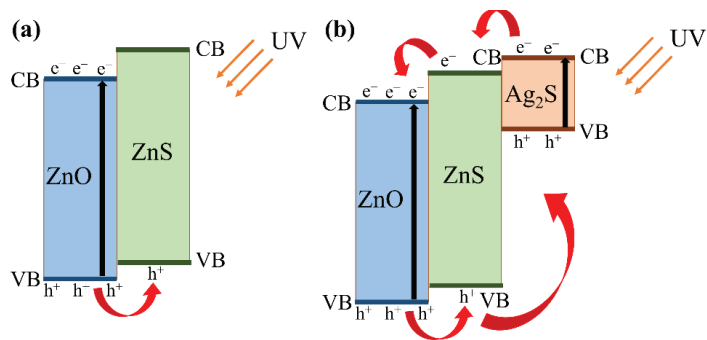 (a)
CB
UV
e⁻ e⁻ e⁻
CB
ZnO
ZnS
VB
VB
h⁺ h⁻ h⁺
h⁺
(b)
e⁻ e⁻
UV
e⁻
CB
CB
e⁻ e⁻ e⁻
Ag₂S
CB
VB
h⁺ h⁺
ZnS
ZnO
VB
h⁺ h⁺ h⁺
h⁺
VB